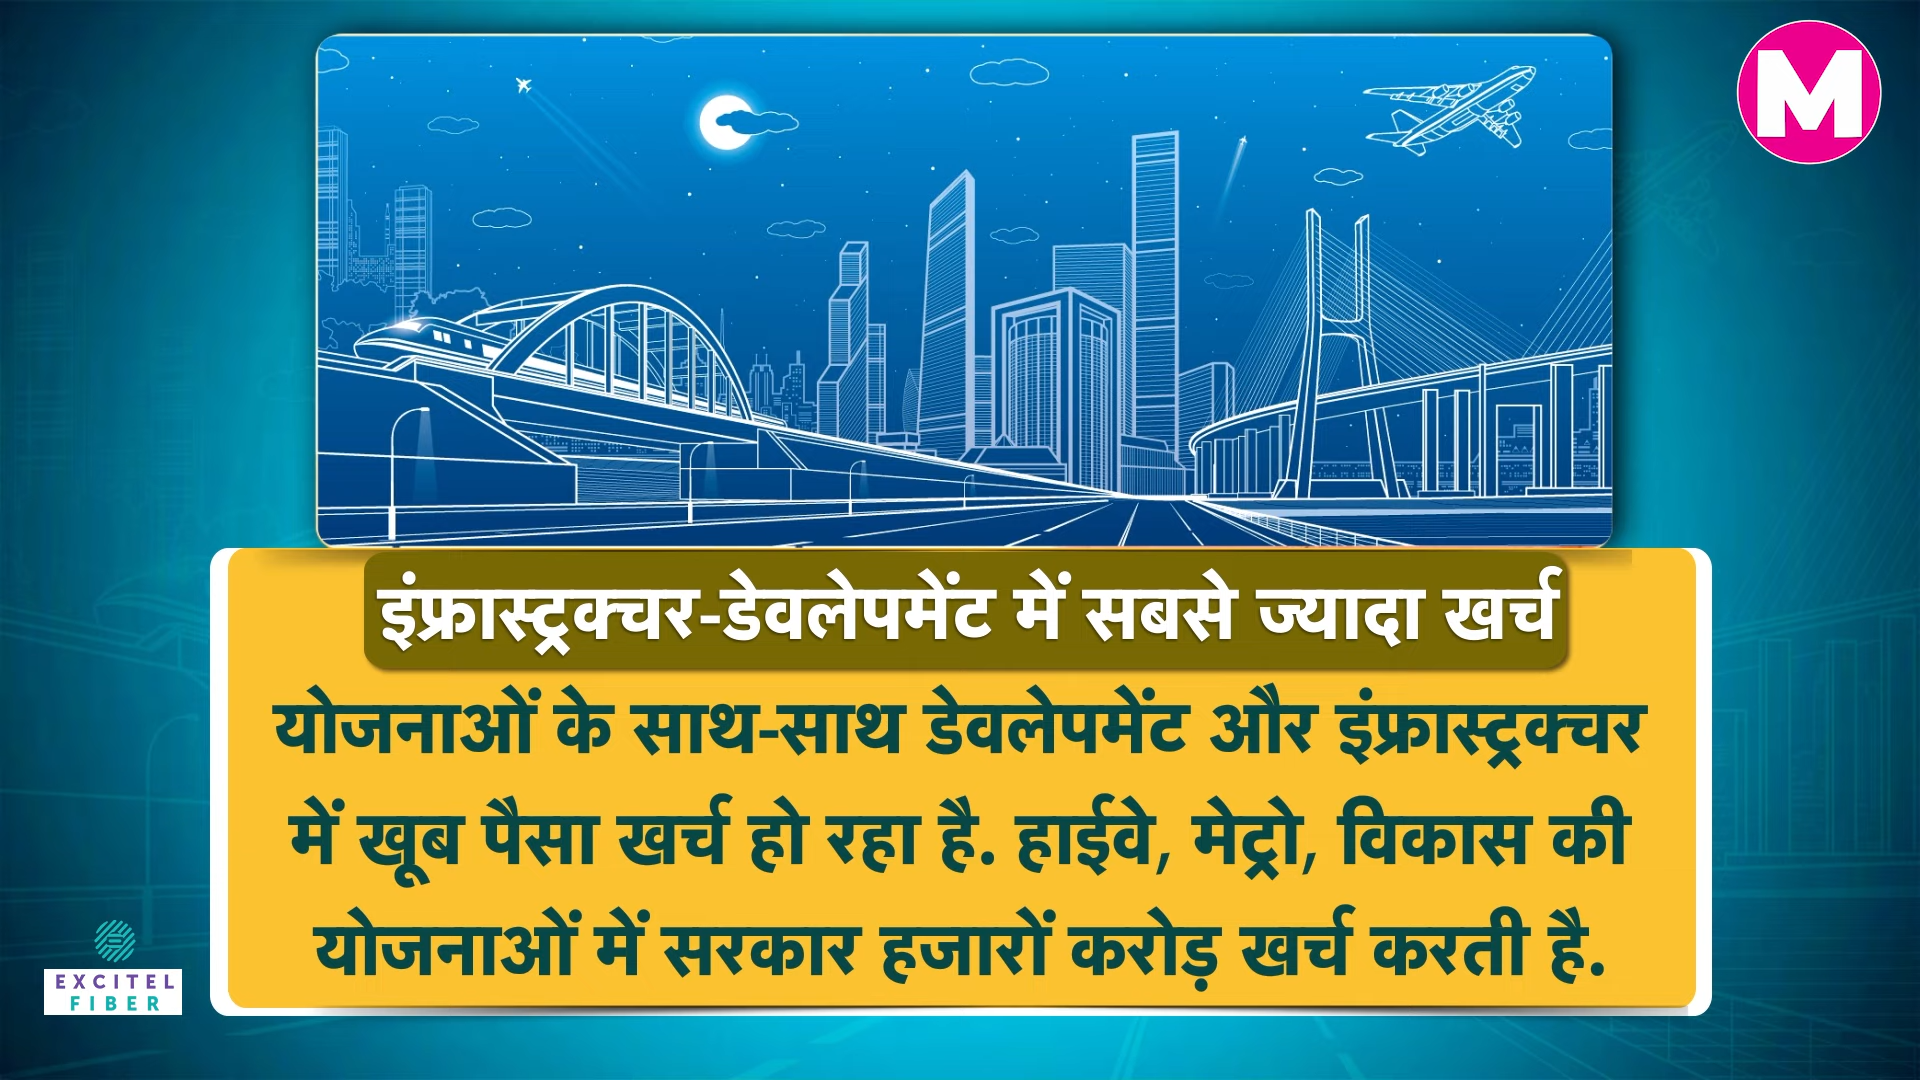 M
इंफ्रास्ट्रक्चर-डेवलेपमेंट में सबसे ज्यादा खर्च
योजनाओं के साथ-साथ डेवलेपमेंट और इंफ्रास्ट्रक्चर
में खूब पैसा खर्च हो रहा है. हाईवे, मेट्रो, विकास की
योजनाओं में सरकार हजारों करोड़ खर्च करती है.
EXCITEL
FIBER